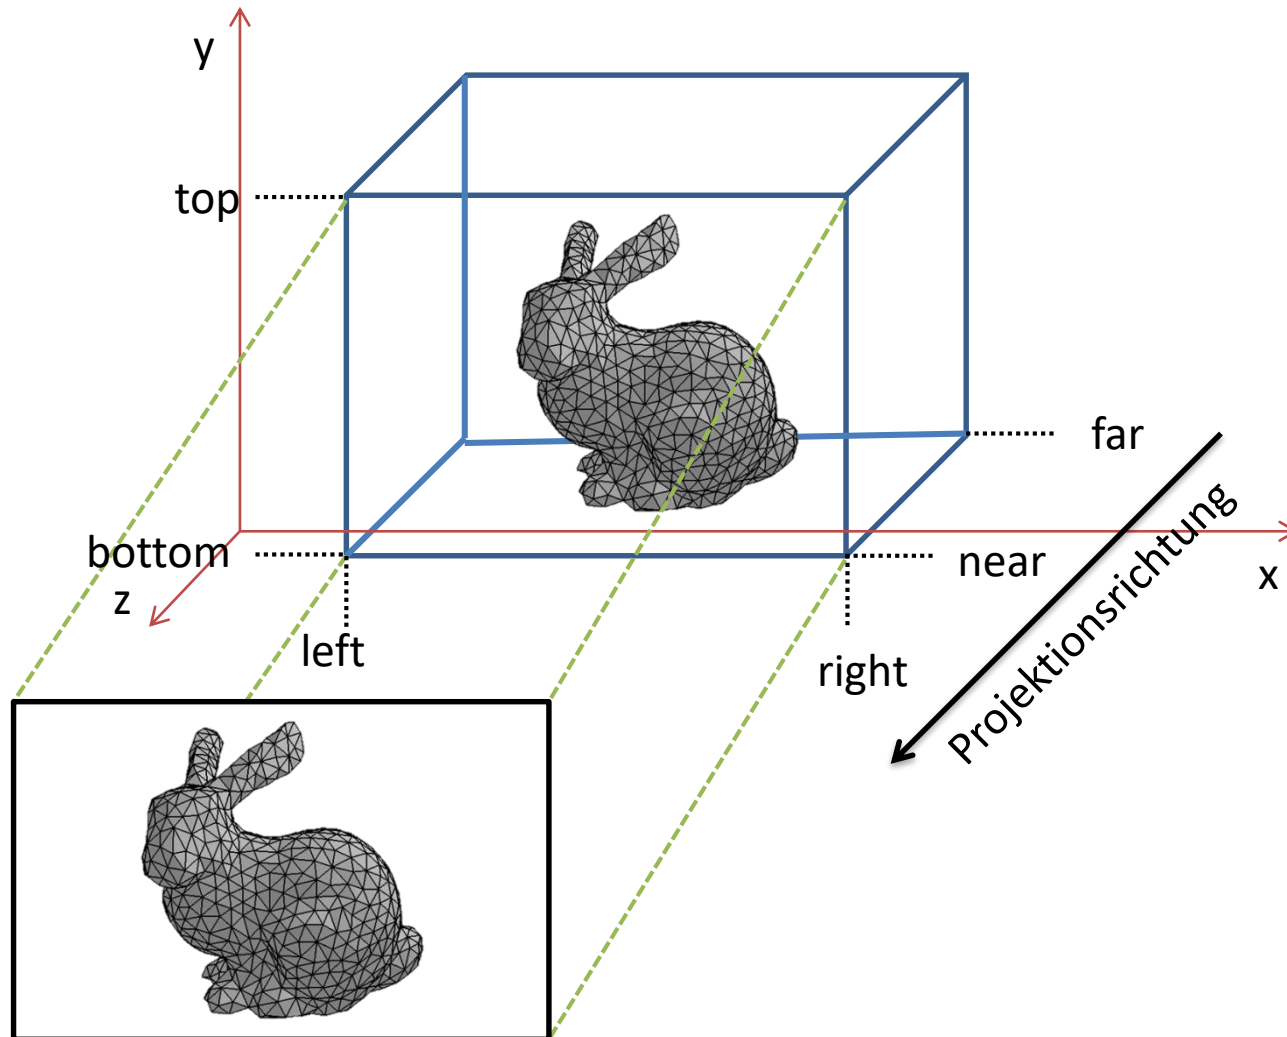 y
top
far
bottom
near
z
x
left
right
Projektionsrichtung